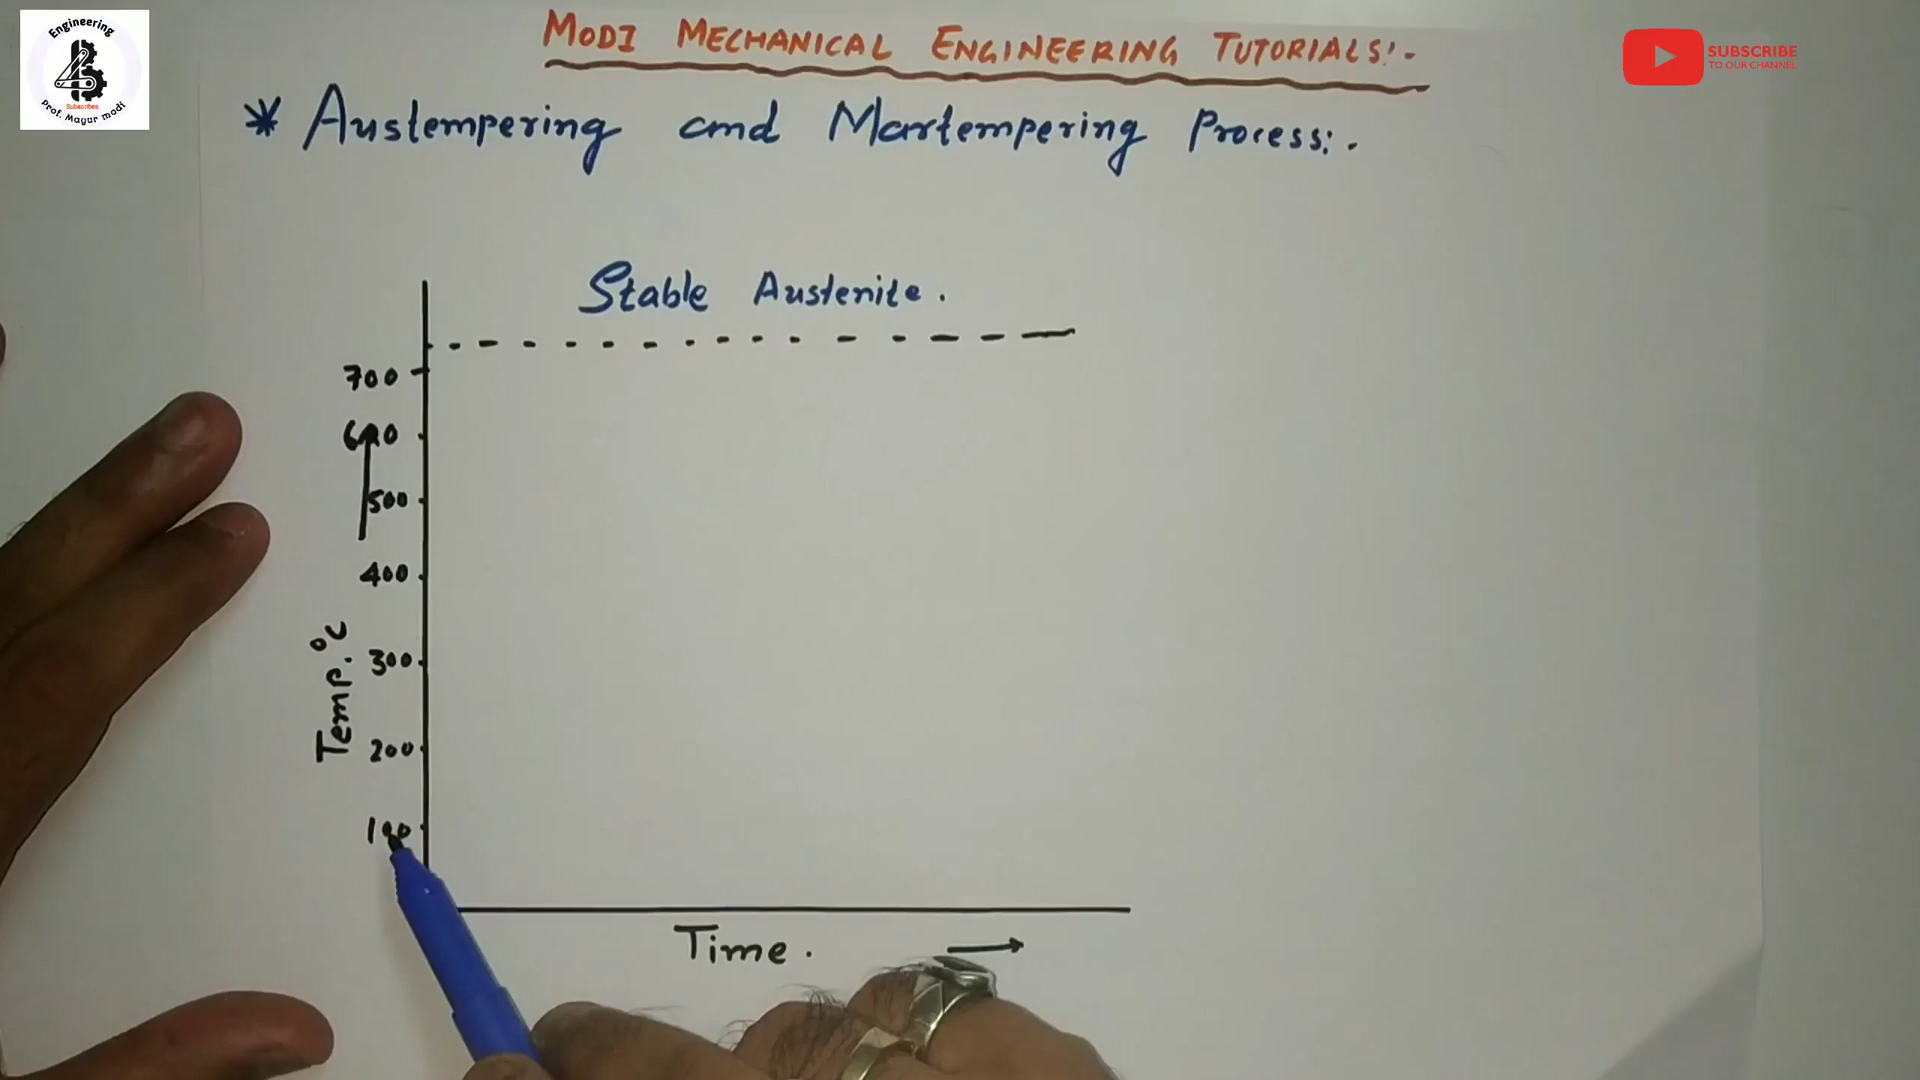 Engineering
Subscribes
Prof. Mayur modi
MODI MECHANICAL ENGINEERING TUTORIALS:-
SUBSCRIBE
TO OUR CHANNEL
* Austempering and Martempering Process:.
Stable Austenite.
700
600
500
400
300
200
100
Temp. °C
Time. →